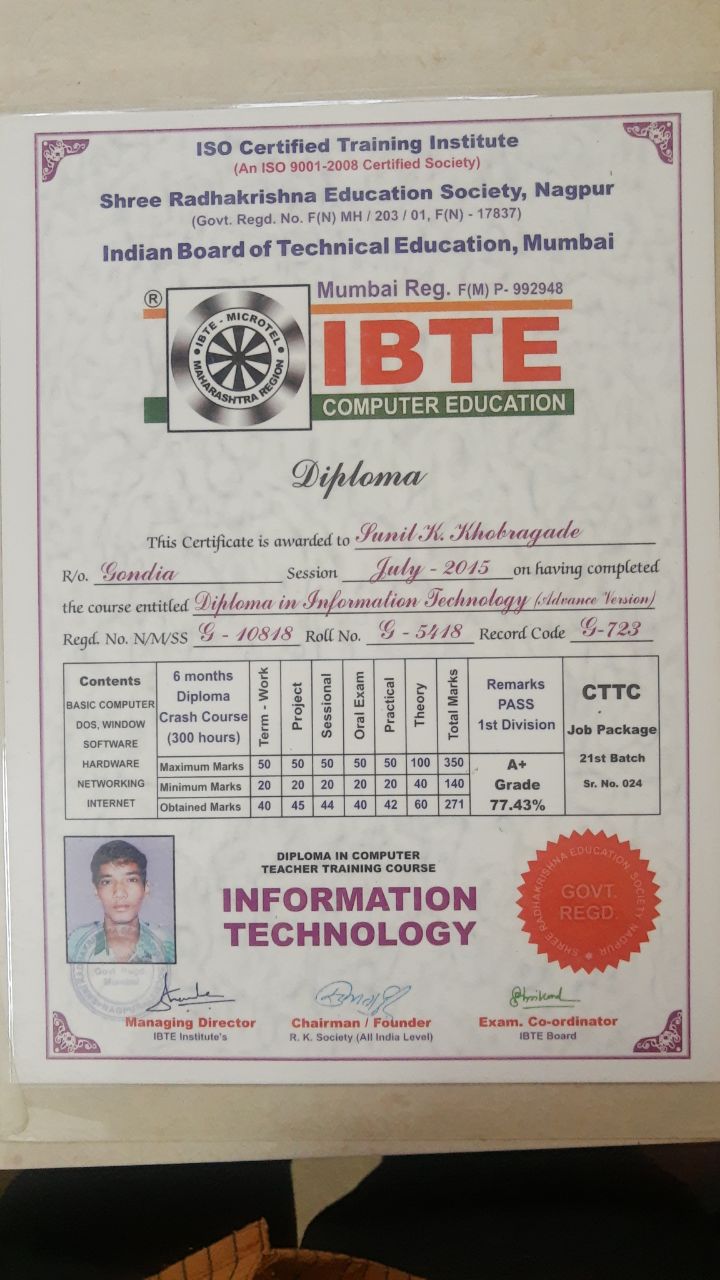 ISO Certified Training Institute
(An ISO 9001-2008 Certified Society)
Shree Radhakrishna Education Society, Nagpur
(Govt. Regd. No. F(N) MH / 203 / 01, F(N) - 17837)
Indian Board of Technical Education, Mumbai
Mumbai Reg. F(M) P- 992948
®
IBTE - MICROTEL
MAHARASHTRA REGION
IBTE
COMPUTER EDUCATION
Diploma
This Certificate is awarded to Sunil K. Khobragade
R/o. Gondia Session July - 2015 on having completed
the course entitled Diploma in Information Technology (Advance Version)
Regd. No. N/M/SS G - 10818 Roll No. G - 5418 Record Code G-723
Contents
BASIC COMPUTER
DOS, WINDOW
SOFTWARE
HARDWARE
NETWORKING
INTERNET
6 months
Diploma
Crash Course
(300 hours)
Term - Work Project Sessional Oral Exam Practical Theory Total Marks
Maximum Marks 50 50 50 50 50 100 350
Minimum Marks 20 20 20 20 20 40 140
Obtained Marks 40 45 44 40 42 60 271
Remarks
PASS
1st Division
A+
Grade
77.43%
CTTC
Job Package
21st Batch
Sr. No. 024
DIPLOMA IN COMPUTER
TEACHER TRAINING COURSE
INFORMATION
TECHNOLOGY
SHREE RADHAKRISHNA EDUCATION SOCIETY NAGPUR
GOVT.
REGD.
Govt Regd.
Mumbai
Managing Director
IBTE Institute's
Chairman / Founder
R. K. Society (All India Level)
Exam. Co-ordinator
IBTE Board